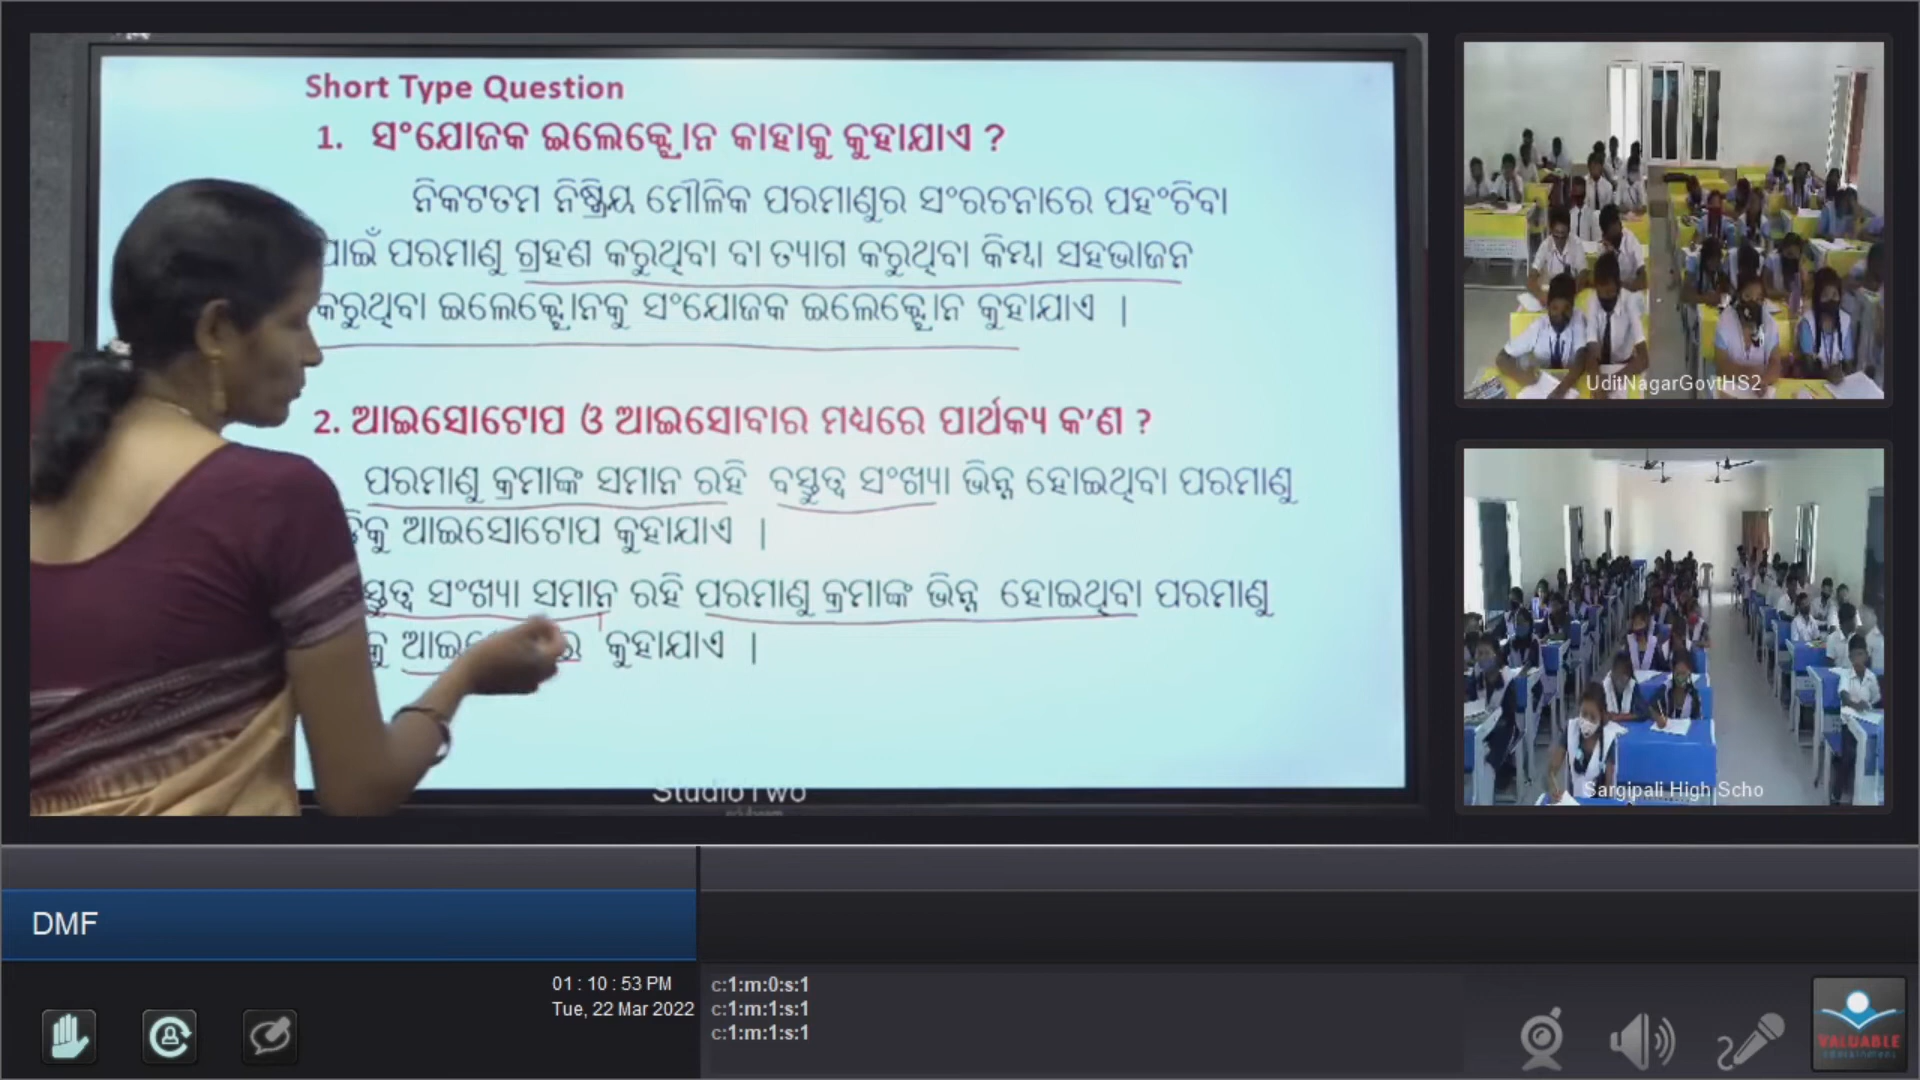 Short Type Question
1. ସଂଯୋଜକ ଇଲେକ୍ଟ୍ରୋନ କାହାକୁ କୁହାଯାଏ ?
ନିକଟତମ ନିଷ୍କ୍ରିୟ ମୌଳିକ ପରମାଣୁର ସଂରଚନାରେ ପହଂଚିବା
ପାଇଁ ପରମାଣୁ ଗ୍ରହଣ କରୁଥିବା ବା ତ୍ୟାଗ କରୁଥିବା କିମ୍ବା ସହଭାଜନ
କରୁଥିବା ଇଲେକ୍ଟ୍ରୋନକୁ ସଂଯୋଜକ ଇଲେକ୍ଟ୍ରୋନ କୁହାଯାଏ |
2. ଆଇସୋଟୋପ ଓ ଆଇସୋବାର ମଧ୍ୟରେ ପାର୍ଥକ୍ୟ କ'ଣ ?
ପରମାଣୁ କ୍ରମାଙ୍କ ସମାନ ରହି ବସ୍ତୁତ୍ୱ ସଂଖ୍ୟା ଭିନ୍ନ ହୋଇଥିବା ପରମାଣୁ
ଆଇସୋଟୋପ କୁହାଯାଏ |
ସଂଖ୍ୟା ସମାନ ରହି ପରମାଣୁ କ୍ରମାଙ୍କ ଭିନ୍ନ ହୋଇଥିବା ପରମାଣୁ
କୁହାଯାଏ |
StudioTwo
UditNagarGovtHS2
Sargipali High Scho
DMF
01 : 10 : 53 PM
Tue, 22 Mar 2022
c:1:m:0:s:1
c:1:m:1:s:1
c:1:m:1:s:1
VALUABLE